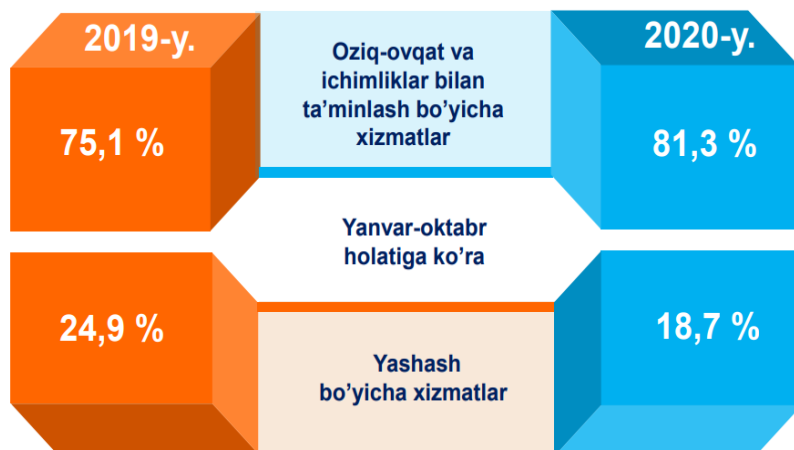 2019-y.
Oziq-ovqat va
ichimliklar bilan
ta’minlash bo’yicha
xizmatlar
2020-y.
75,1 %
81,3 %
Yanvar-oktabr
holatiga ko’ra
24,9 %
18,7 %
Yashash
bo’yicha xizmatlar